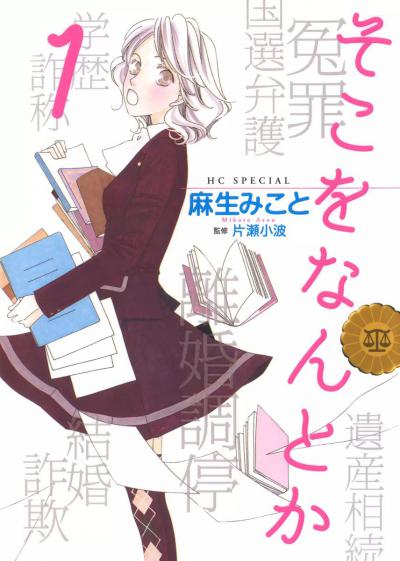 そこをなんとか
1
冤罪
国選弁護
学歴
詐称
HC SPECIAL
麻生みこと
Mikoto Asou
監修 片瀬小波
離婚調停
遺産相続
結婚
詐欺